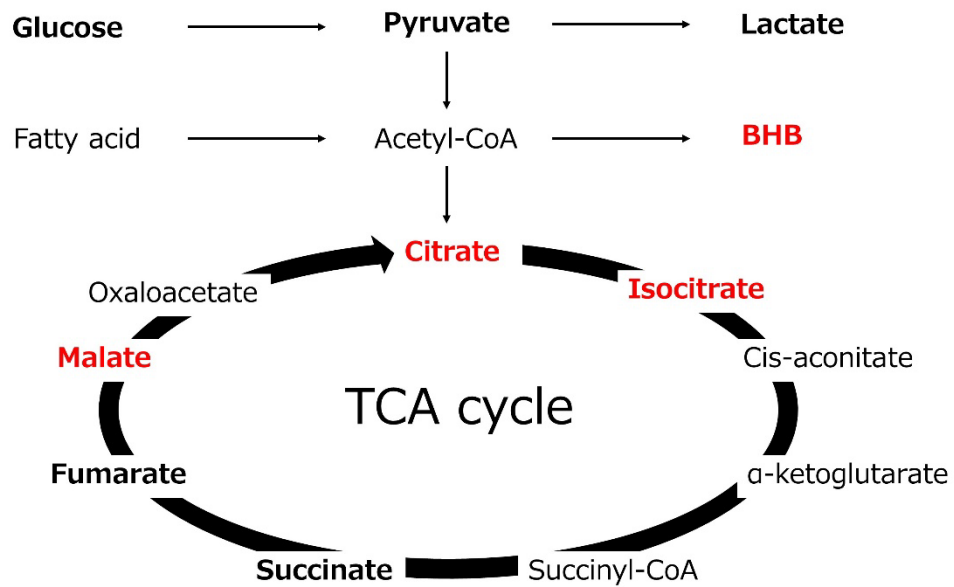 Glucose
Pyruvate
Lactate
Fatty acid
Acetyl-CoA
BHB
Citrate
Isocitrate
Oxaloacetate
Malate
Cis-aconitate
TCA cycle
Fumarate
α-ketoglutarate
Succinate
Succinyl-CoA